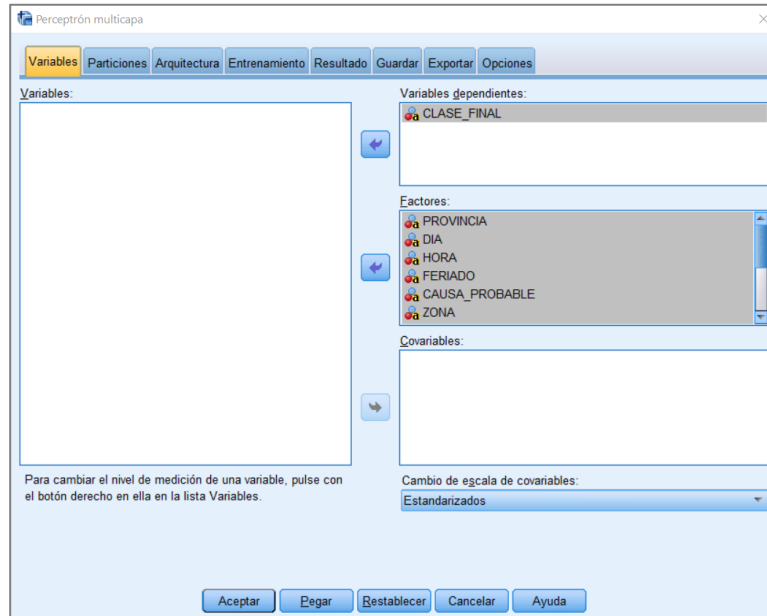 Perceptrón multicapa
Variables Particiones Arquitectura Entrenamiento Resultado Guardar Exportar Opciones
Variables:
Para cambiar el nivel de medición de una variable, pulse con
el botón derecho en ella en la lista Variables.
Variables dependientes:
CLASE_FINAL
Factores:
PROVINCIA
DIA
HORA
FERIADO
CAUSA_PROBABLE
ZONA
Covariables:
Cambio de escala de covariables:
Estandarizados
Aceptar Pegar Restablecer Cancelar Ayuda